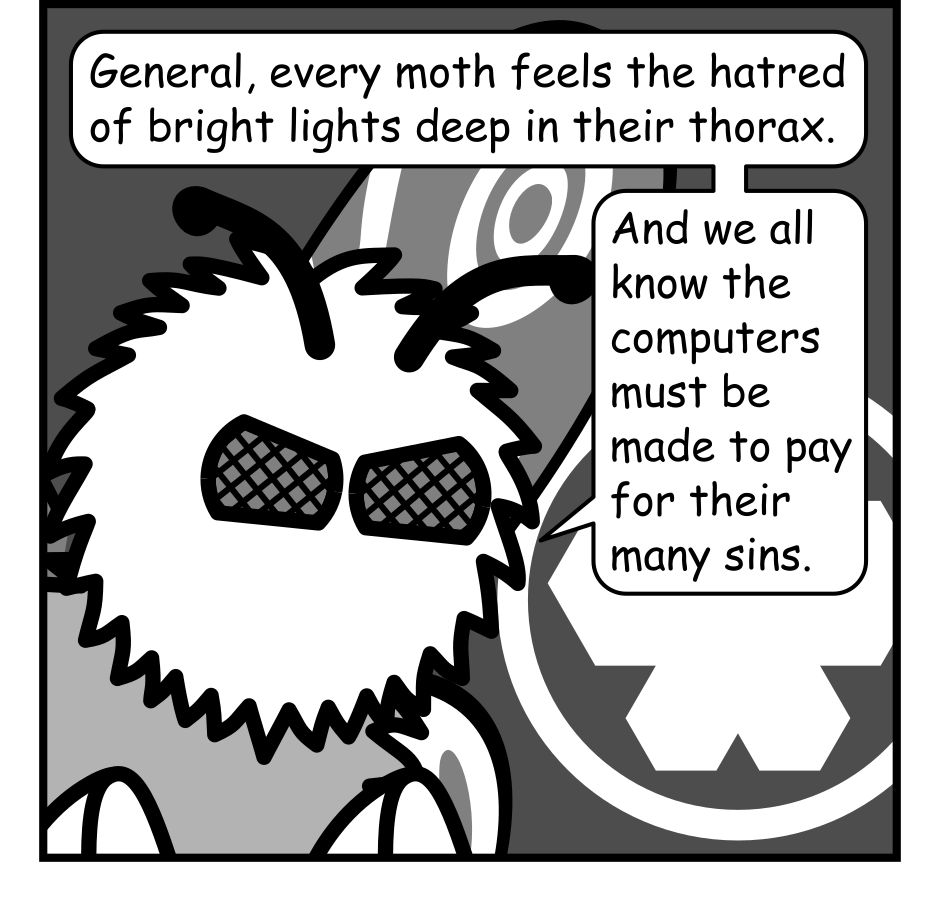 General, every moth feels the hatred
of bright lights deep in their thorax.
And we all
know the
computers
must be
made to pay
for their
many sins.